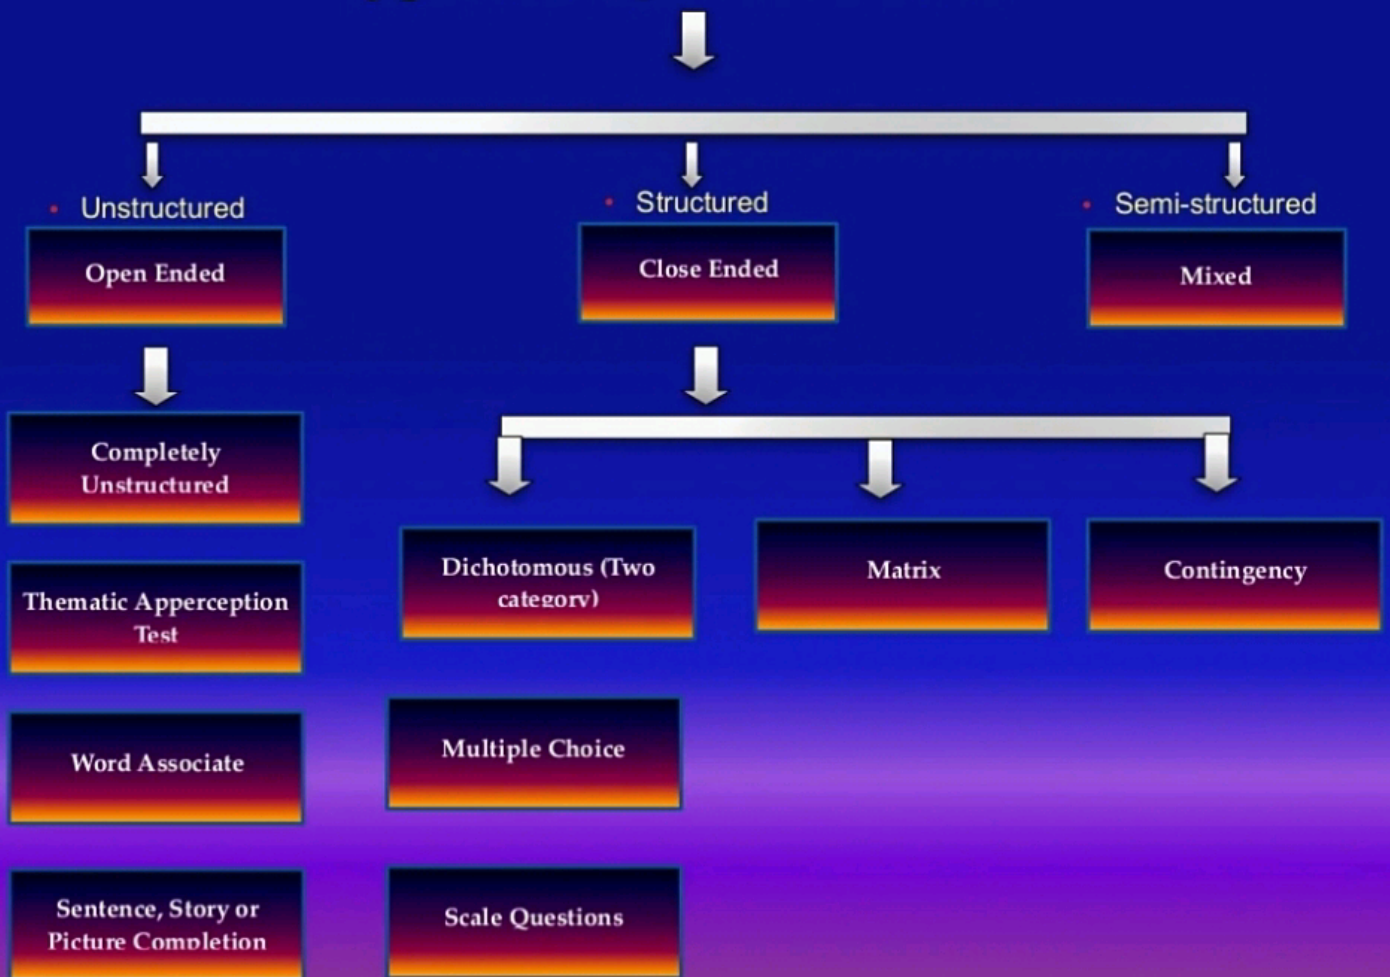 Unstructured
Structured
Semi-structured
Open Ended
Close Ended
Mixed
Completely
Unstructured
Thematic Apperception
Test
Word Associate
Sentence, Story or
Picture Completion
Dichotomous (Two
category)
Matrix
Contingency
Multiple Choice
Scale Questions